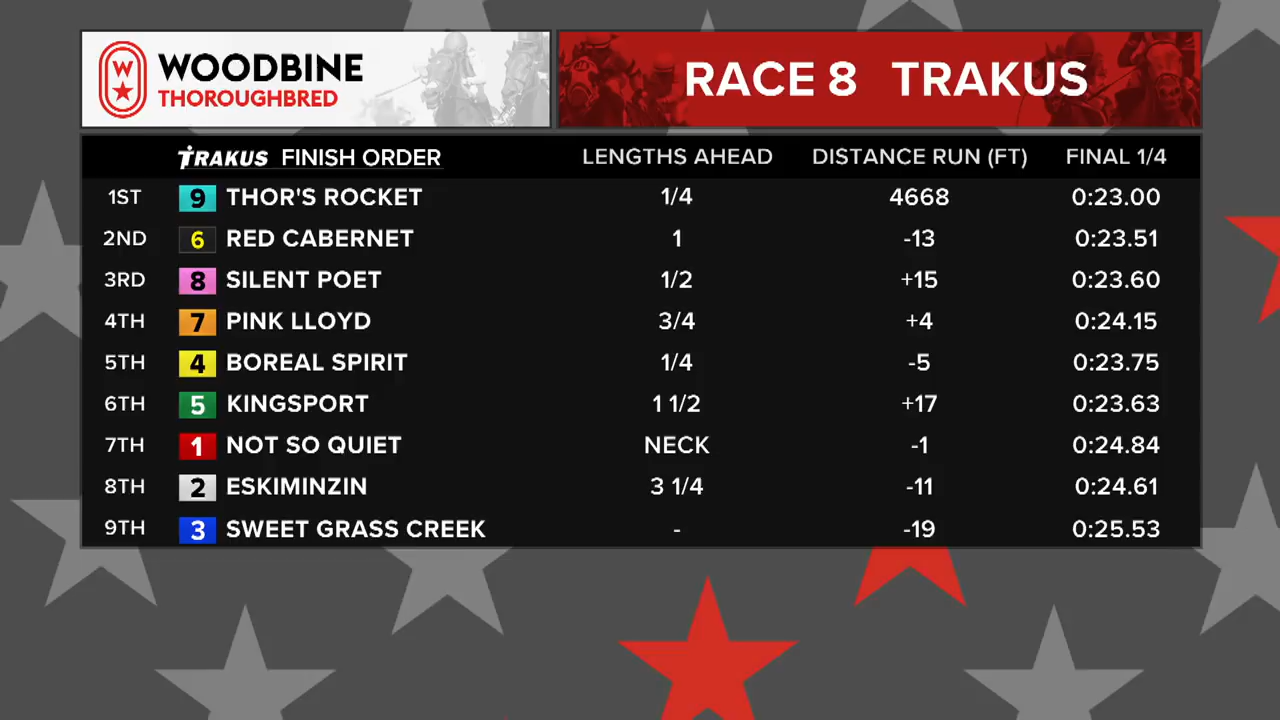 W
WOODBINE
THOROUGHBRED
RACE 8 TRAKUS
TRAKUS FINISH ORDER LENGTHS AHEAD DISTANCE RUN (FT) FINAL 1/4
1ST 9 THOR'S ROCKET 1/4 4668 0:23.00
2ND 6 RED CABERNET 1 -13 0:23.51
3RD 8 SILENT POET 1/2 +15 0:23.60
4TH 7 PINK LLOYD 3/4 +4 0:24.15
5TH 4 BOREAL SPIRIT 1/4 -5 0:23.75
6TH 5 KINGSPORT 1 1/2 +17 0:23.63
7TH 1 NOT SO QUIET NECK -1 0:24.84
8TH 2 ESKIMINZIN 3 1/4 -11 0:24.61
9TH 3 SWEET GRASS CREEK - -19 0:25.53